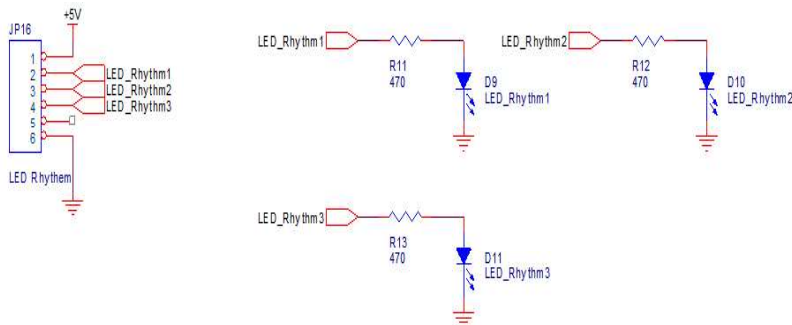 +5V
JP16
1
2
3
4
5
6
LED_Rhythm1
LED_Rhythm2
LED_Rhythm3
LED Rhythem
LED_Rhythm1
R11
470
D9
LED_Rhythm1
LED_Rhythm2
R12
470
D10
LED_Rhythm2
LED_Rhythm3
R13
470
D11
LED_Rhythm3